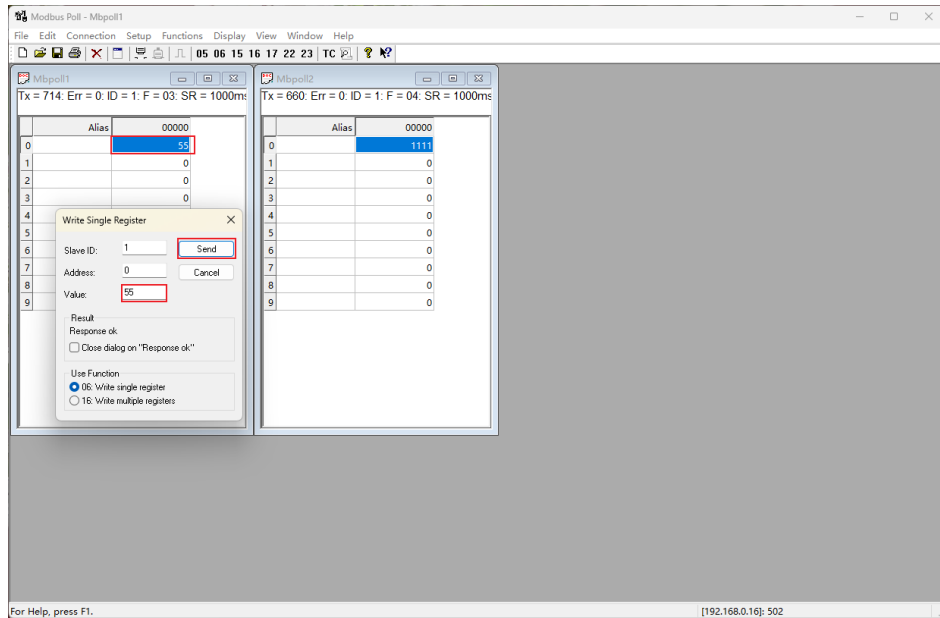 Modbus Poll - Mbpoll1
File Edit Connection Setup Functions Display View Window Help
05 06 15 16 17 22 23 TC
Mbpoll1
Tx = 714: Err = 0: ID = 1: F = 03: SR = 1000ms
Alias 00000
0 55
1 0
2 0
3 0
4
5
6
7
8
9
Mbpoll2
Tx = 660: Err = 0: ID = 1: F = 04: SR = 1000ms
Alias 00000
0 1111
1 0
2 0
3 0
4 0
5 0
6 0
7 0
8 0
9 0
Write Single Register
Slave ID: 1 Send
Address: 0 Cancel
Value: 55
Result
Response ok
Close dialog on "Response ok"
Use Function
06: Write single register
16: Write multiple registers
For Help, press F1. [192.168.0.16]: 502